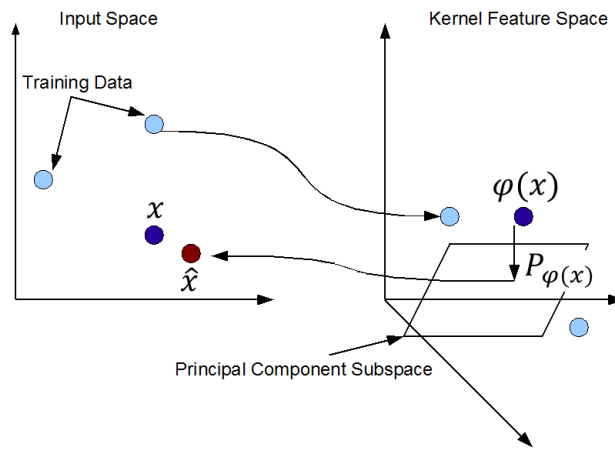 Input Space
Kernel Feature Space
Training Data
φ(x)
x
x̂
P_φ(x)
Principal Component Subspace